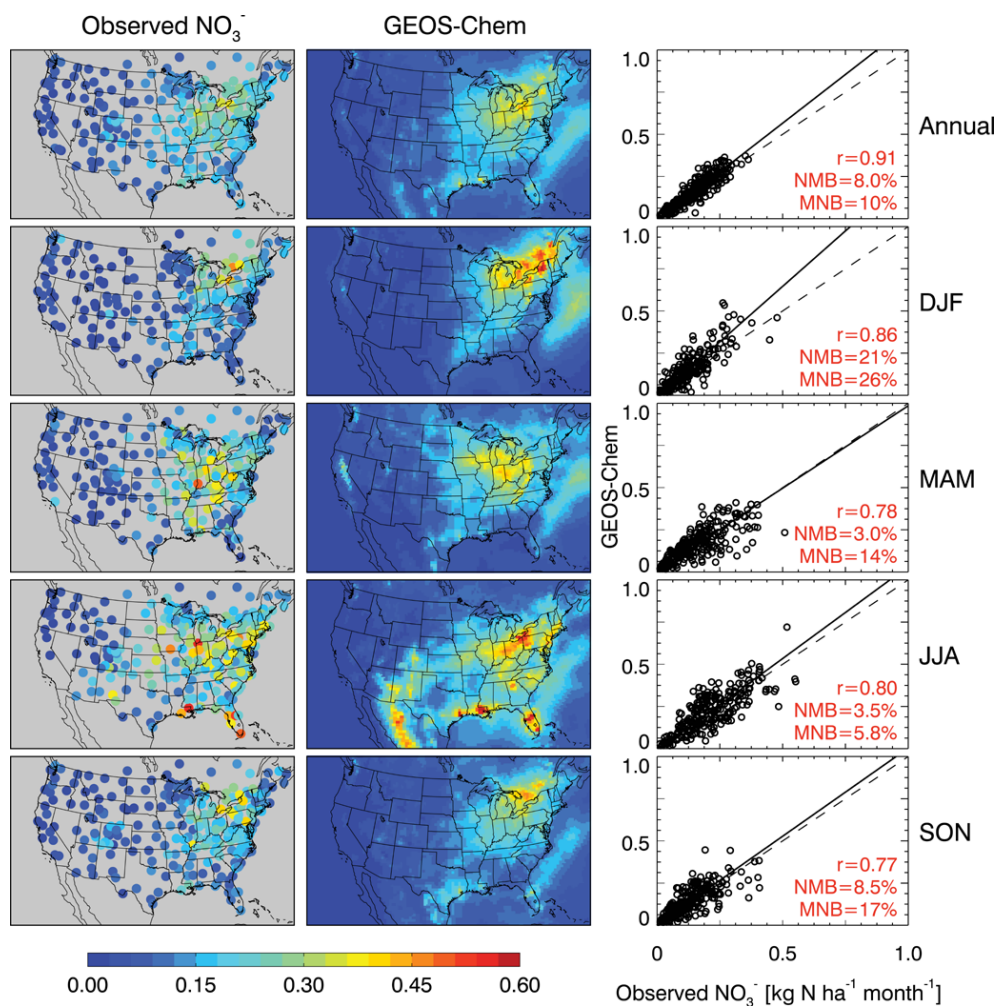 Observed NO₃⁻
GEOS-Chem
1.0
0.5
0
r=0.91
NMB=8.0%
MNB=10%
Annual
1.0
0.5
0
r=0.86
NMB=21%
MNB=26%
DJF
1.0
0.5
0
r=0.78
NMB=3.0%
MNB=14%
MAM
GEOS-Chem
1.0
0.5
0
r=0.80
NMB=3.5%
MNB=5.8%
JJA
1.0
0.5
0
r=0.77
NMB=8.5%
MNB=17%
SON
0 0.5 1.0
0.00 0.15 0.30 0.45 0.60
Observed NO₃⁻ [kg N ha⁻¹ month⁻¹]